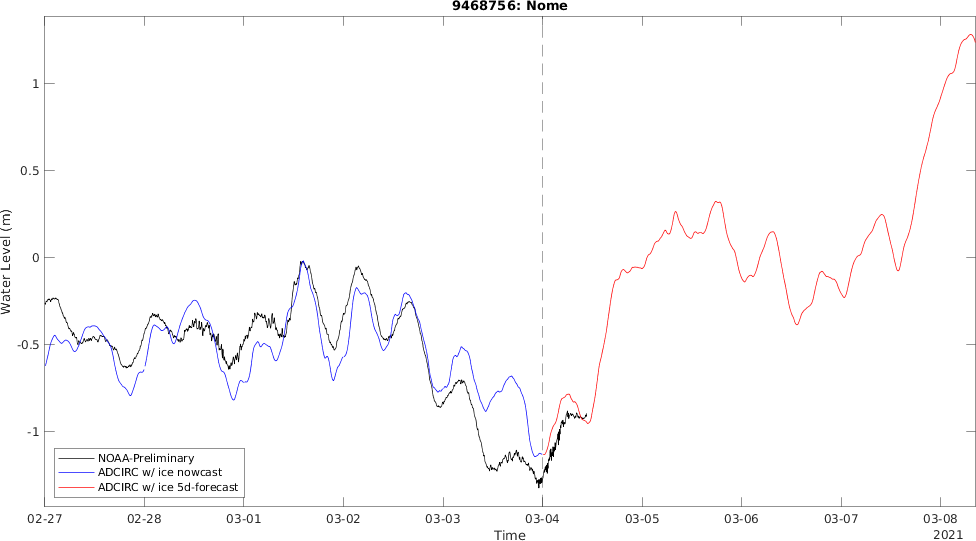 9468756: Nome
Water Level (m)
1
0.5
0
-0.5
-1
NOAA-Preliminary
ADCIRC w/ ice nowcast
ADCIRC w/ ice 5d-forecast
02-27 02-28 03-01 03-02 03-03 03-04 03-05 03-06 03-07 03-08
Time
2021